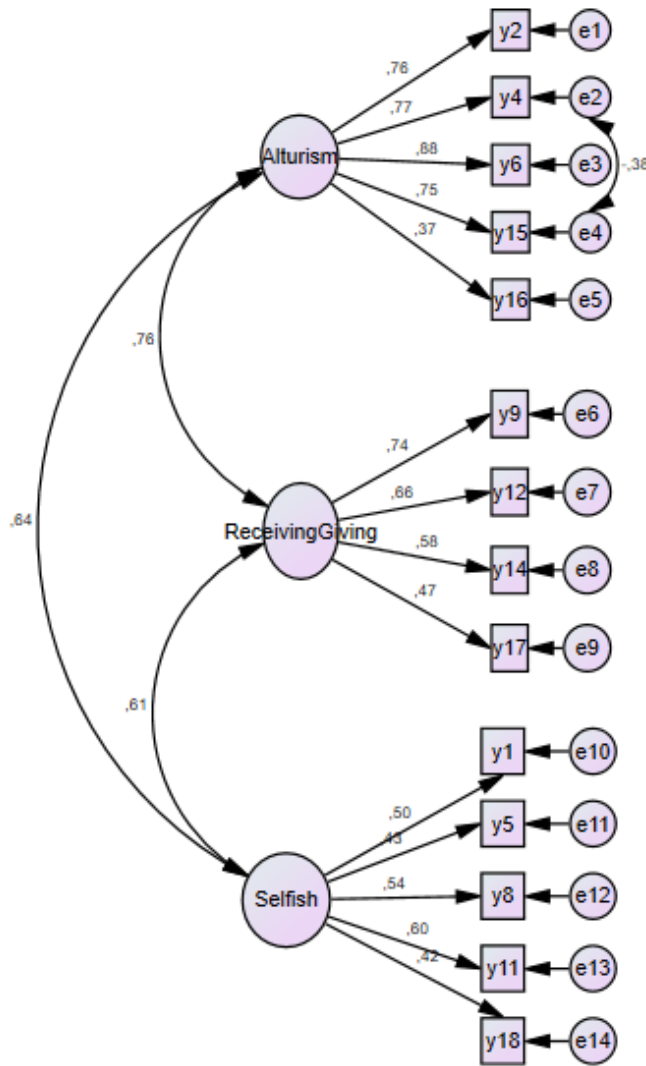 y2 e1
,76
y4 e2
,77
Alturism
,88
y6 e3
-,38
,75
y15 e4
,37
y16 e5
,76
y9 e6
,74
,66
y12 e7
,64
ReceivingGiving
,58
y14 e8
,47
y17 e9
,61
y1 e10
,50
y5 e11
,43
Selfish
,54
y8 e12
,60
y11 e13
,42
y18 e14